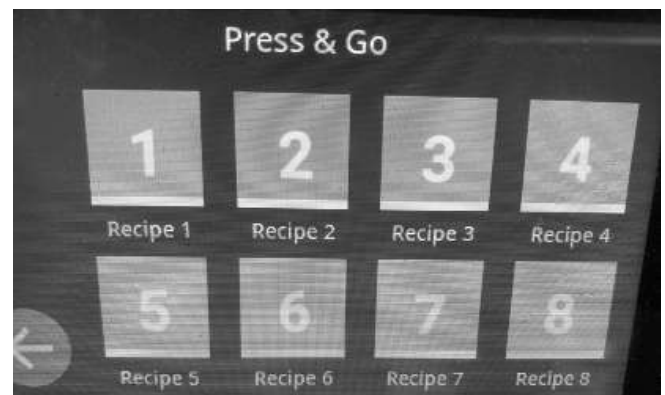 Press & Go
1 2 3 4
Recipe 1 Recipe 2 Recipe 3 Recipe 4
5 6 7 8
Recipe 5 Recipe 6 Recipe 7 Recipe 8